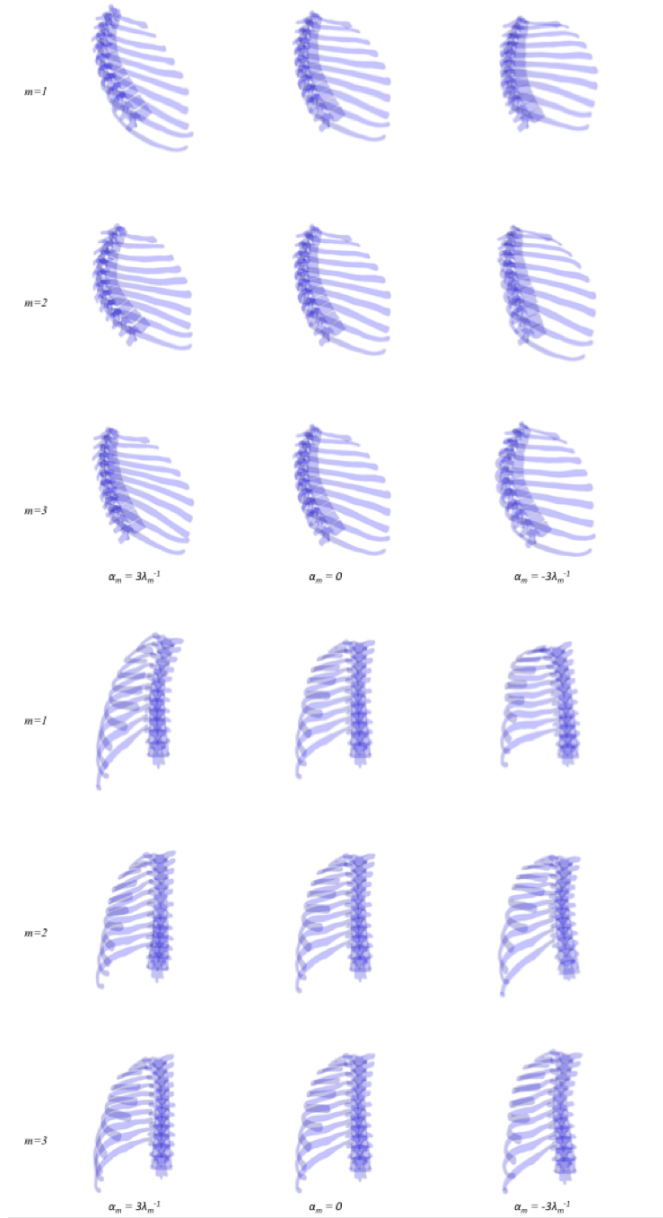 m=1
m=2
m=3
αₘ = 3λₘ⁻¹ αₘ = 0 αₘ = -3λₘ⁻¹
m=1
m=2
m=3
αₘ = 3λₘ⁻¹ αₘ = 0 αₘ = -3λₘ⁻¹